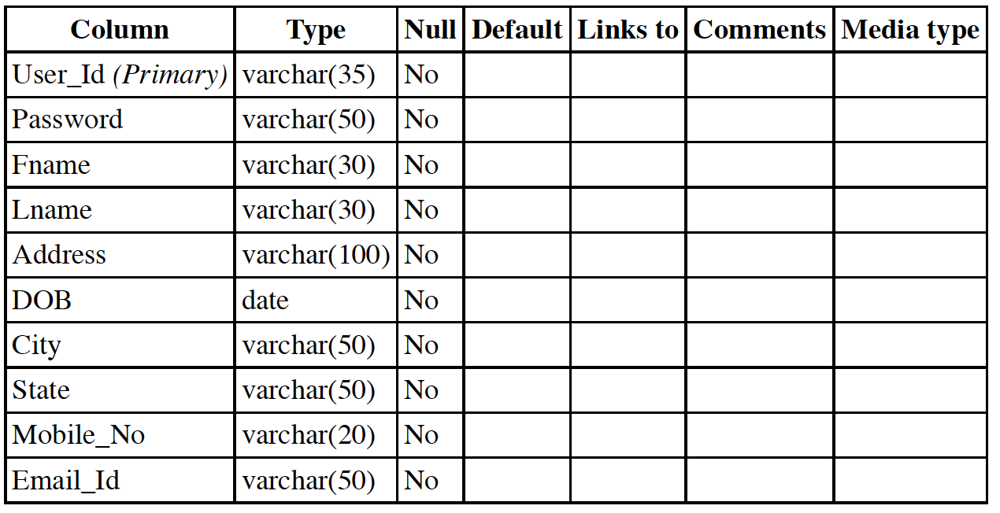 Column Type Null Default Links to Comments Media type
User_Id (Primary) varchar(35) No
Password varchar(50) No
Fname varchar(30) No
Lname varchar(30) No
Address varchar(100) No
DOB date No
City varchar(50) No
State varchar(50) No
Mobile_No varchar(20) No
Email_Id varchar(50) No